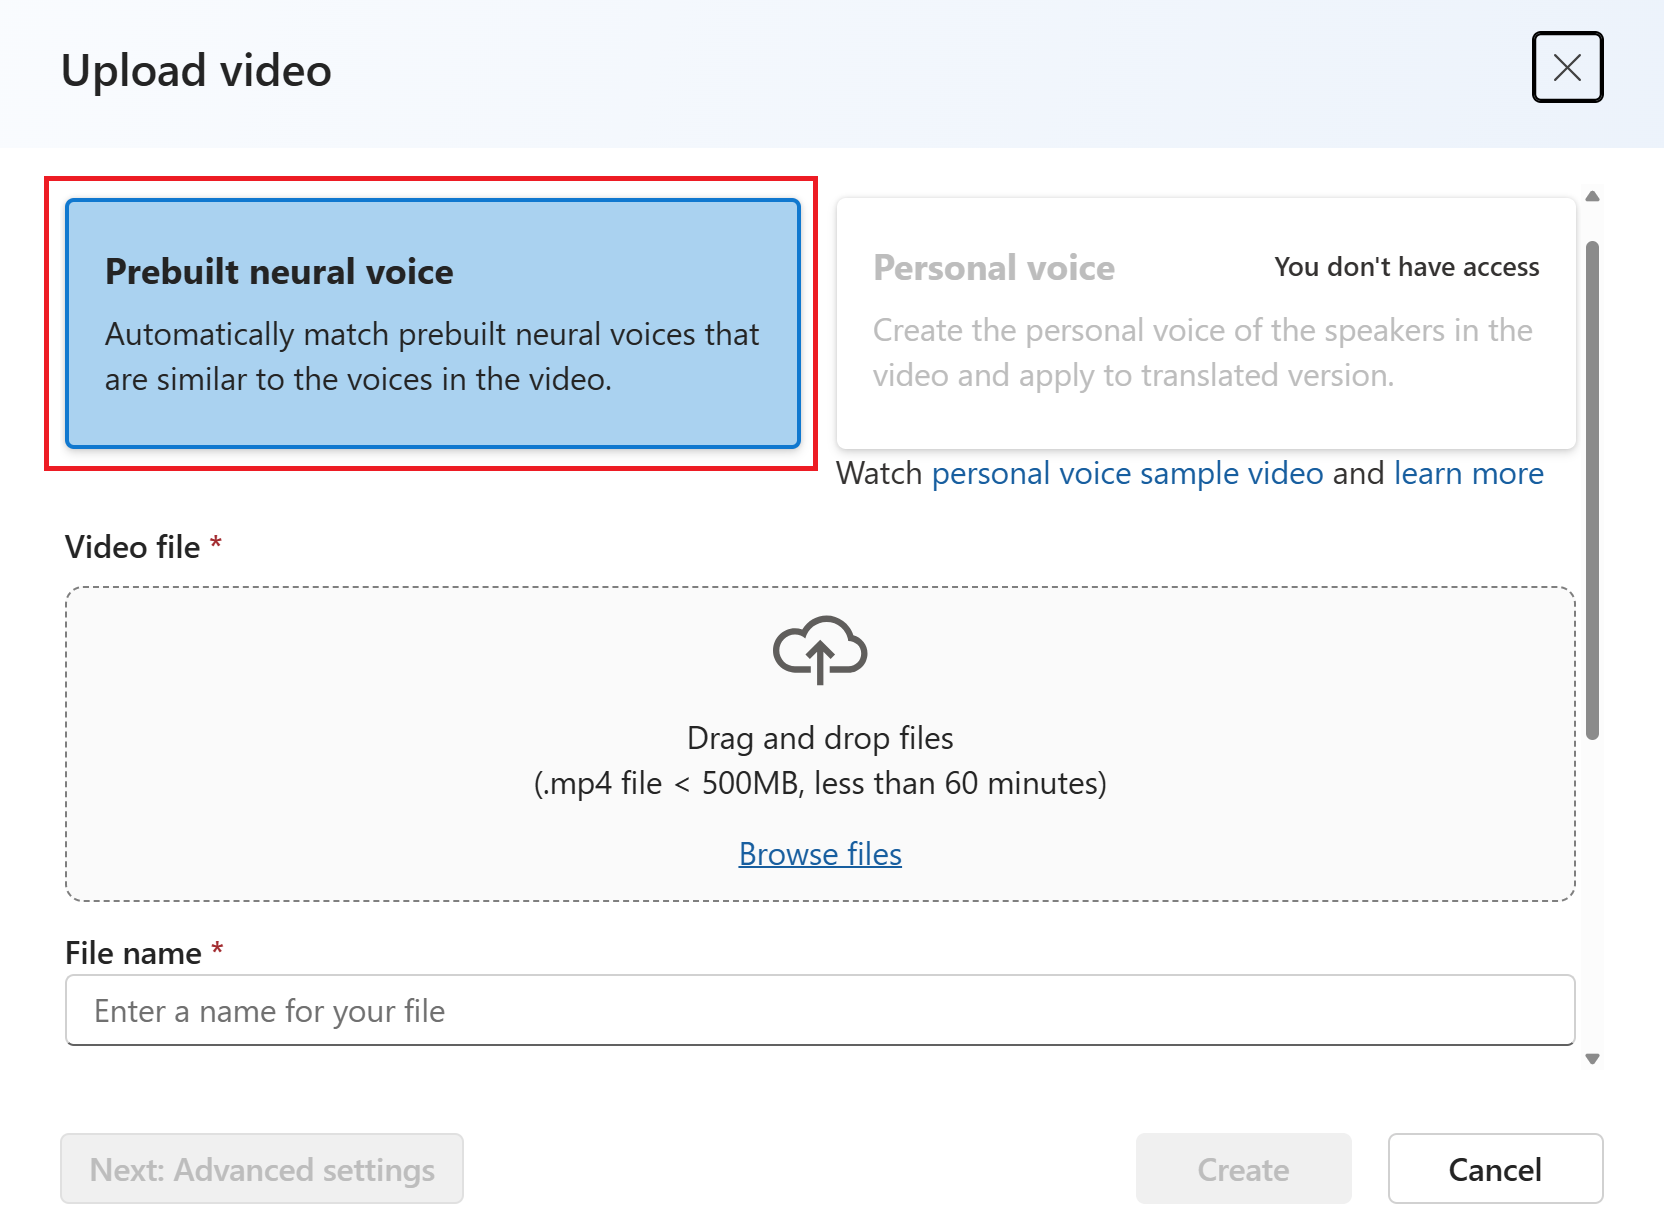 Upload video
Prebuilt neural voice
Automatically match prebuilt neural voices that
are similar to the voices in the video.
Personal voice
You don't have access
Create the personal voice of the speakers in the
video and apply to translated version.
Watch personal voice sample video and learn more
Video file *
Drag and drop files
(.mp4 file < 500MB, less than 60 minutes)
Browse files
File name *
Enter a name for your file
Next: Advanced settings
Create
Cancel